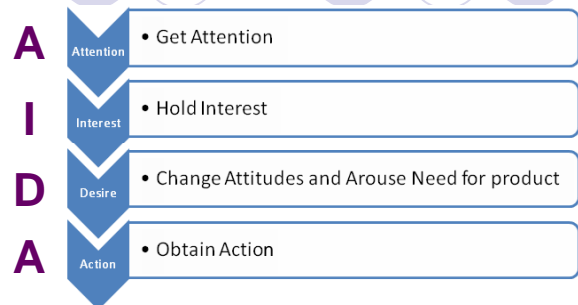 A
Attention
• Get Attention
I
Interest
• Hold Interest
D
Desire
• Change Attitudes and Arouse Need for product
A
Action
• Obtain Action